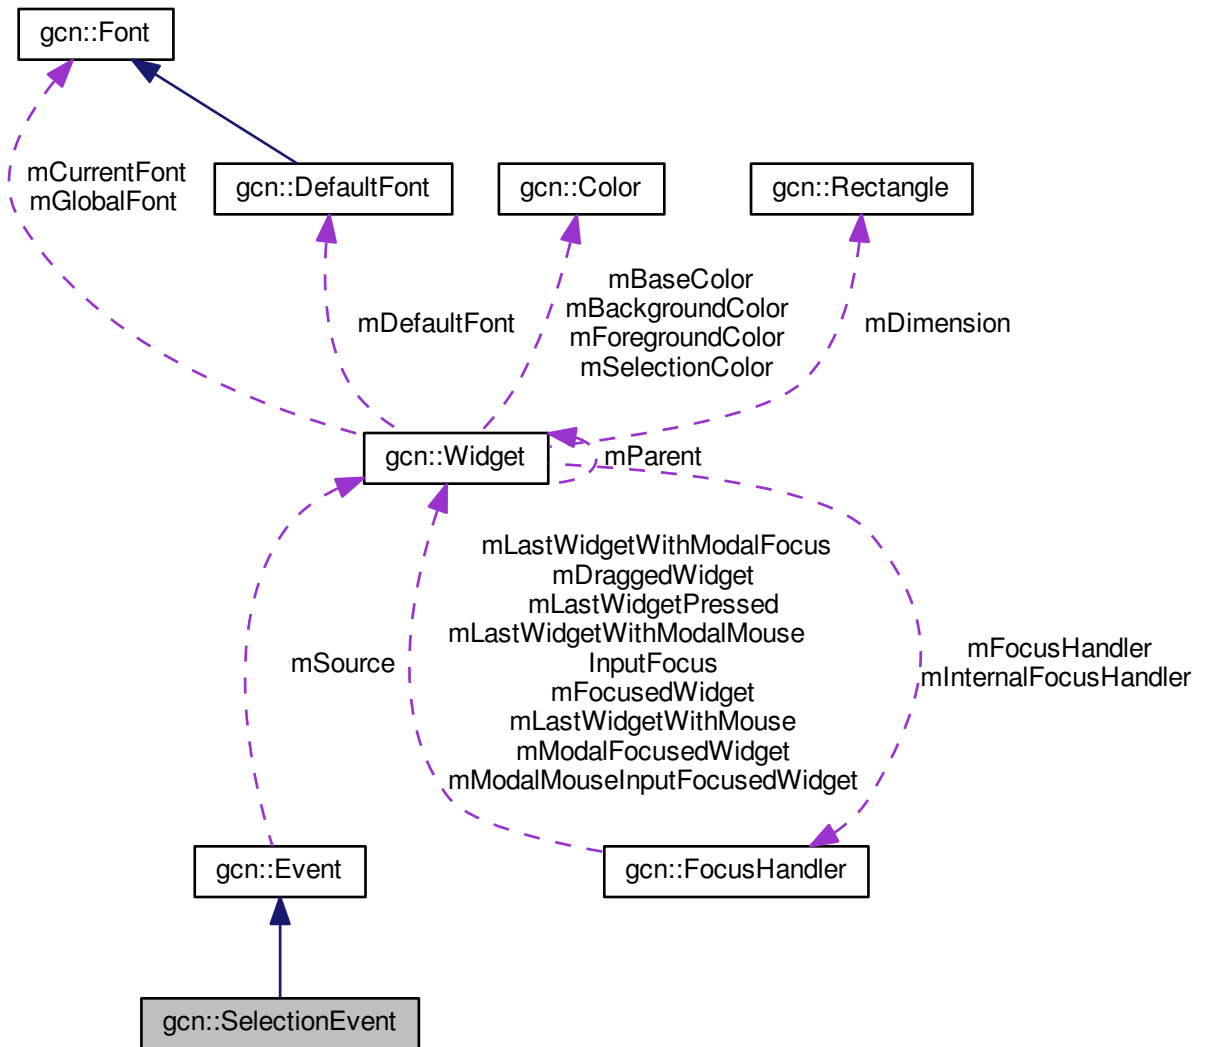 gcn::Font
mCurrentFont
mGlobalFont
gcn::DefaultFont
gcn::Color
gcn::Rectangle
mDefaultFont
mBaseColor
mBackgroundColor
mForegroundColor
mSelectionColor
mDimension
gcn::Widget
mParent
mSource
mLastWidgetWithModalFocus
mDraggedWidget
mLastWidgetPressed
mLastWidgetWithModalMouse
InputFocus
mFocusedWidget
mLastWidgetWithMouse
mModalFocusedWidget
mModalMouseInputFocusedWidget
mFocusHandler
mInternalFocusHandler
gcn::Event
gcn::FocusHandler
gcn::SelectionEvent